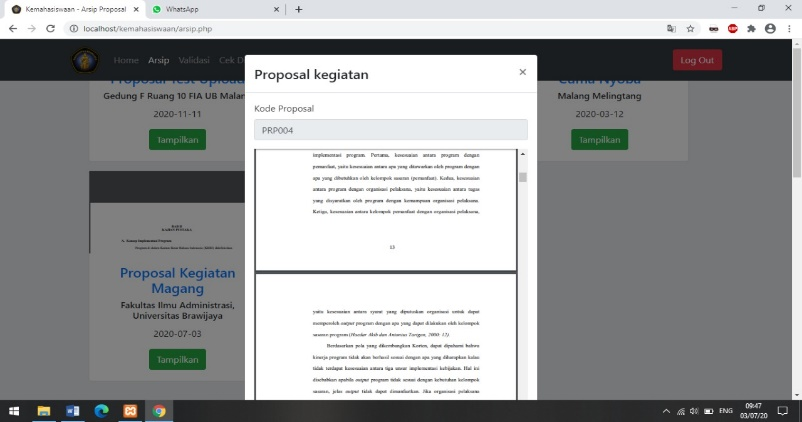 Kemahasiswaan - Arsip Proposal
WhatsApp
localhost/kemahasiswaan/arsip.php
Home Arsip Validasi Cek D
Log Out
Proposal Test Upload
Gedung F Ruang 10 FIA UB Malan
2020-11-11
Tampilkan
Cuma Nyoba
Malang Melingtang
2020-03-12
Tampilkan
Proposal kegiatan
×
Kode Proposal
PRP004
implementasi program. Pertama, kesesuaian antara program dengan
pemanfaat, yaitu kesesuaian antara apa yang ditawarkan oleh program dengan
apa yang dibutuhkan oleh kelompok sasaran (pemanfaat). Kedua, kesesuaian
antara program dengan organisasi pelaksana, yaitu kesesuaian antara tugas
yang disyaratkan oleh program dengan kemampuan organisasi pelaksana.
Ketiga, kesesuaian antara kelompok pemanfaat dengan organisasi pelaksana,
13
yaitu kesesuaian antara syarat yang diputuskan organisasi untuk dapat
memperoleh output program dengan apa yang dapat dilakukan oleh kelompok
sasaran program (Haedar Akib dan Antonius Tarigan, 2000: 12)
Berdasarkan pola yang dikembangkan Korten, dapat dipahami bahwa
kinerja program tidak akan berhasil sesuai dengan apa yang diharapkan kalau
tidak terdapat kesesuaian antara tiga unsur implementasi kebijakan. Hal ini
disebabkan apabila output program tidak sesuai dengan kebutuhan kelompok
sasaran, jelas output tidak dapat dimanfaatkan. Jika organisasi pelaksana
BAB II
KAJIAN PUSTAKA
Proposal Kegiatan
Magang
Fakultas Ilmu Administrasi,
Universitas Brawijaya
2020-07-03
Tampilkan
ENG
09:47
03/07/20